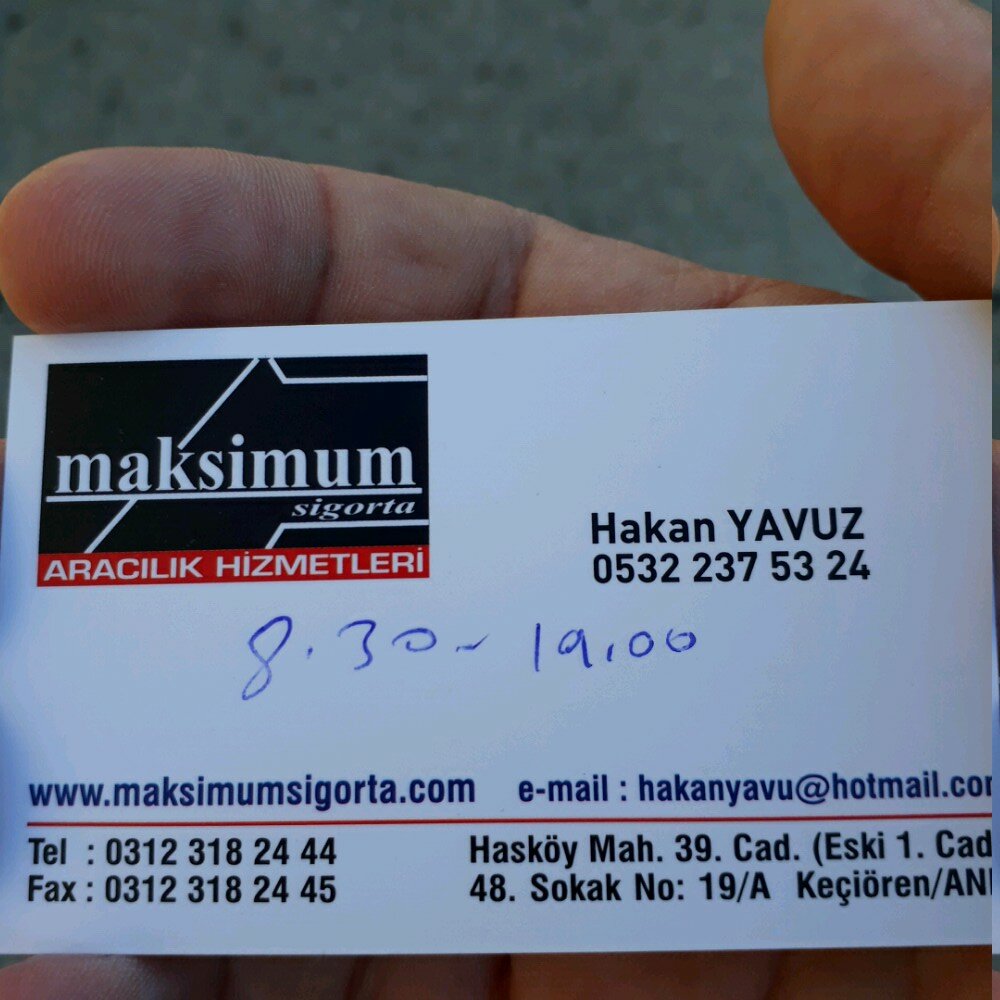 maksimum
sigorta
ARACILIK HİZMETLERİ
Hakan YAVUZ
0532 237 53 24
8.30 - 19.00
www.maksimumsigorta.com e-mail : hakanyavu@hotmail.com
Tel : 0312 318 24 44
Fax : 0312 318 24 45
Hasköy Mah. 39. Cad. (Eski 1. Cad
48. Sokak No: 19/A Keçiören/AN